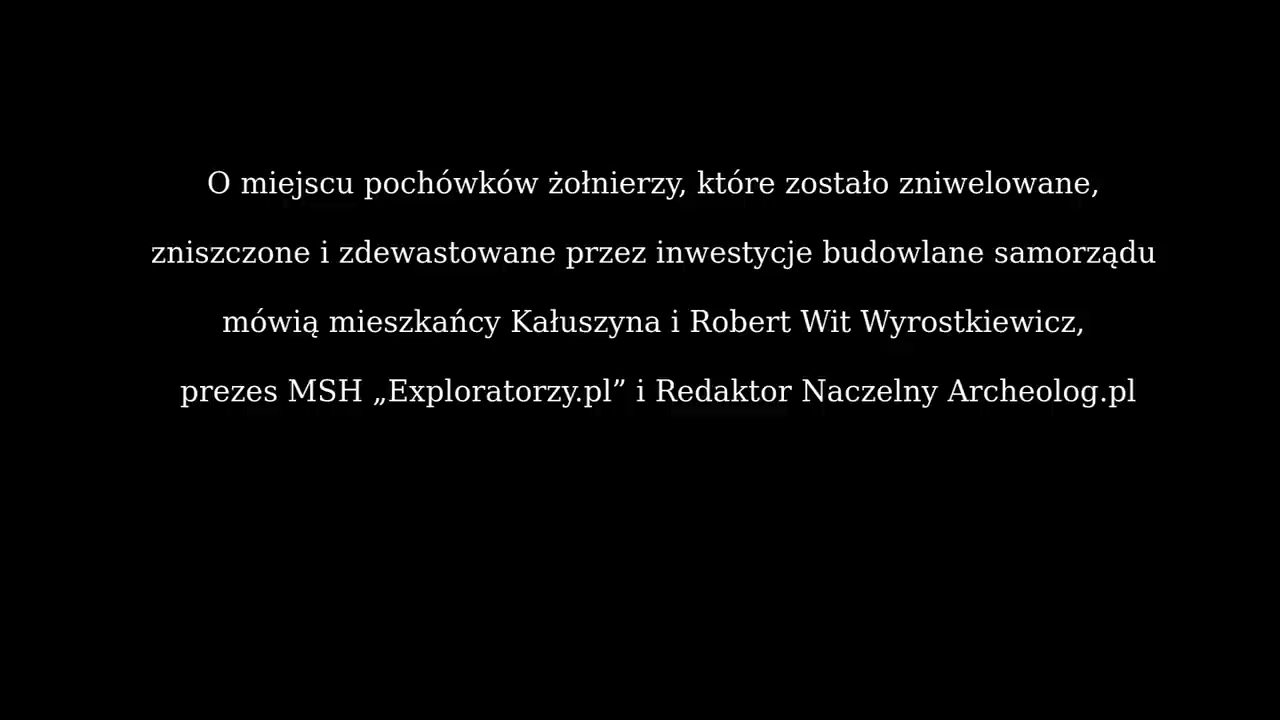 O miejscu pochówków żołnierzy, które zostało zniwelowane,
zniszczone i zdewastowane przez inwestycje budowlane samorządu
mówią mieszkańcy Kałuszyna i Robert Wit Wyrostkiewicz,
prezes MSH „Exploratorzy.pl” i Redaktor Naczelny Archeolog.pl